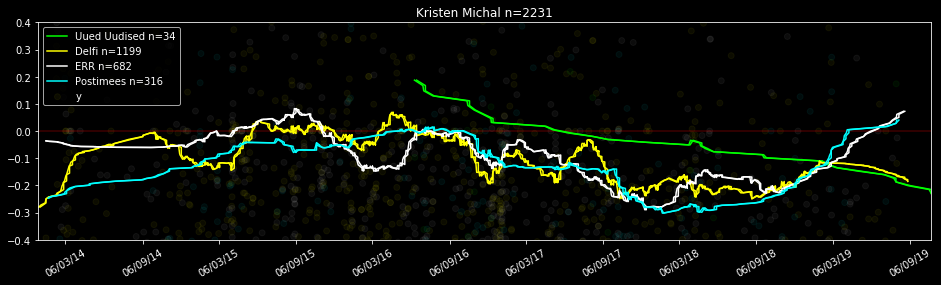 Kristen Michal n=2231
Uued Uudised n=34
Delfi n=1199
ERR n=682
Postimees n=316
y
0.4
0.3
0.2
0.1
0.0
−0.1
−0.2
−0.3
−0.4
06/03/14 06/09/14 06/03/15 06/09/15 06/03/16 06/09/16 06/03/17 06/09/17 06/03/18 06/09/18 06/03/19 06/09/19